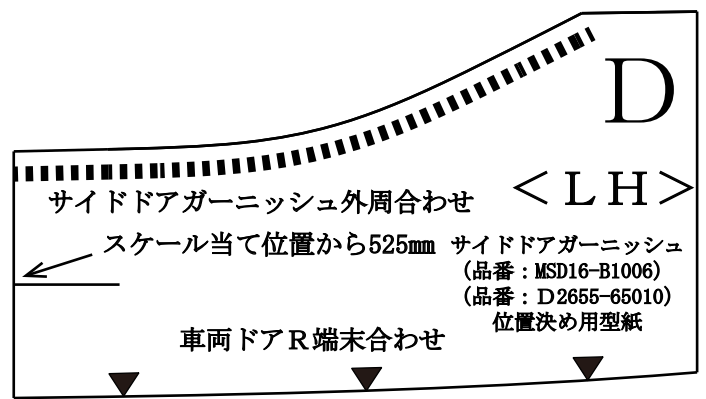 D
<LH>
サイドドアガーニッシュ外周合わせ
スケール当て位置から525mm
サイドドアガーニッシュ
(品番：MSD16-B1006)
(品番：Ｄ2655-65010)
位置決め用型紙
車両ドアＲ端末合わせ